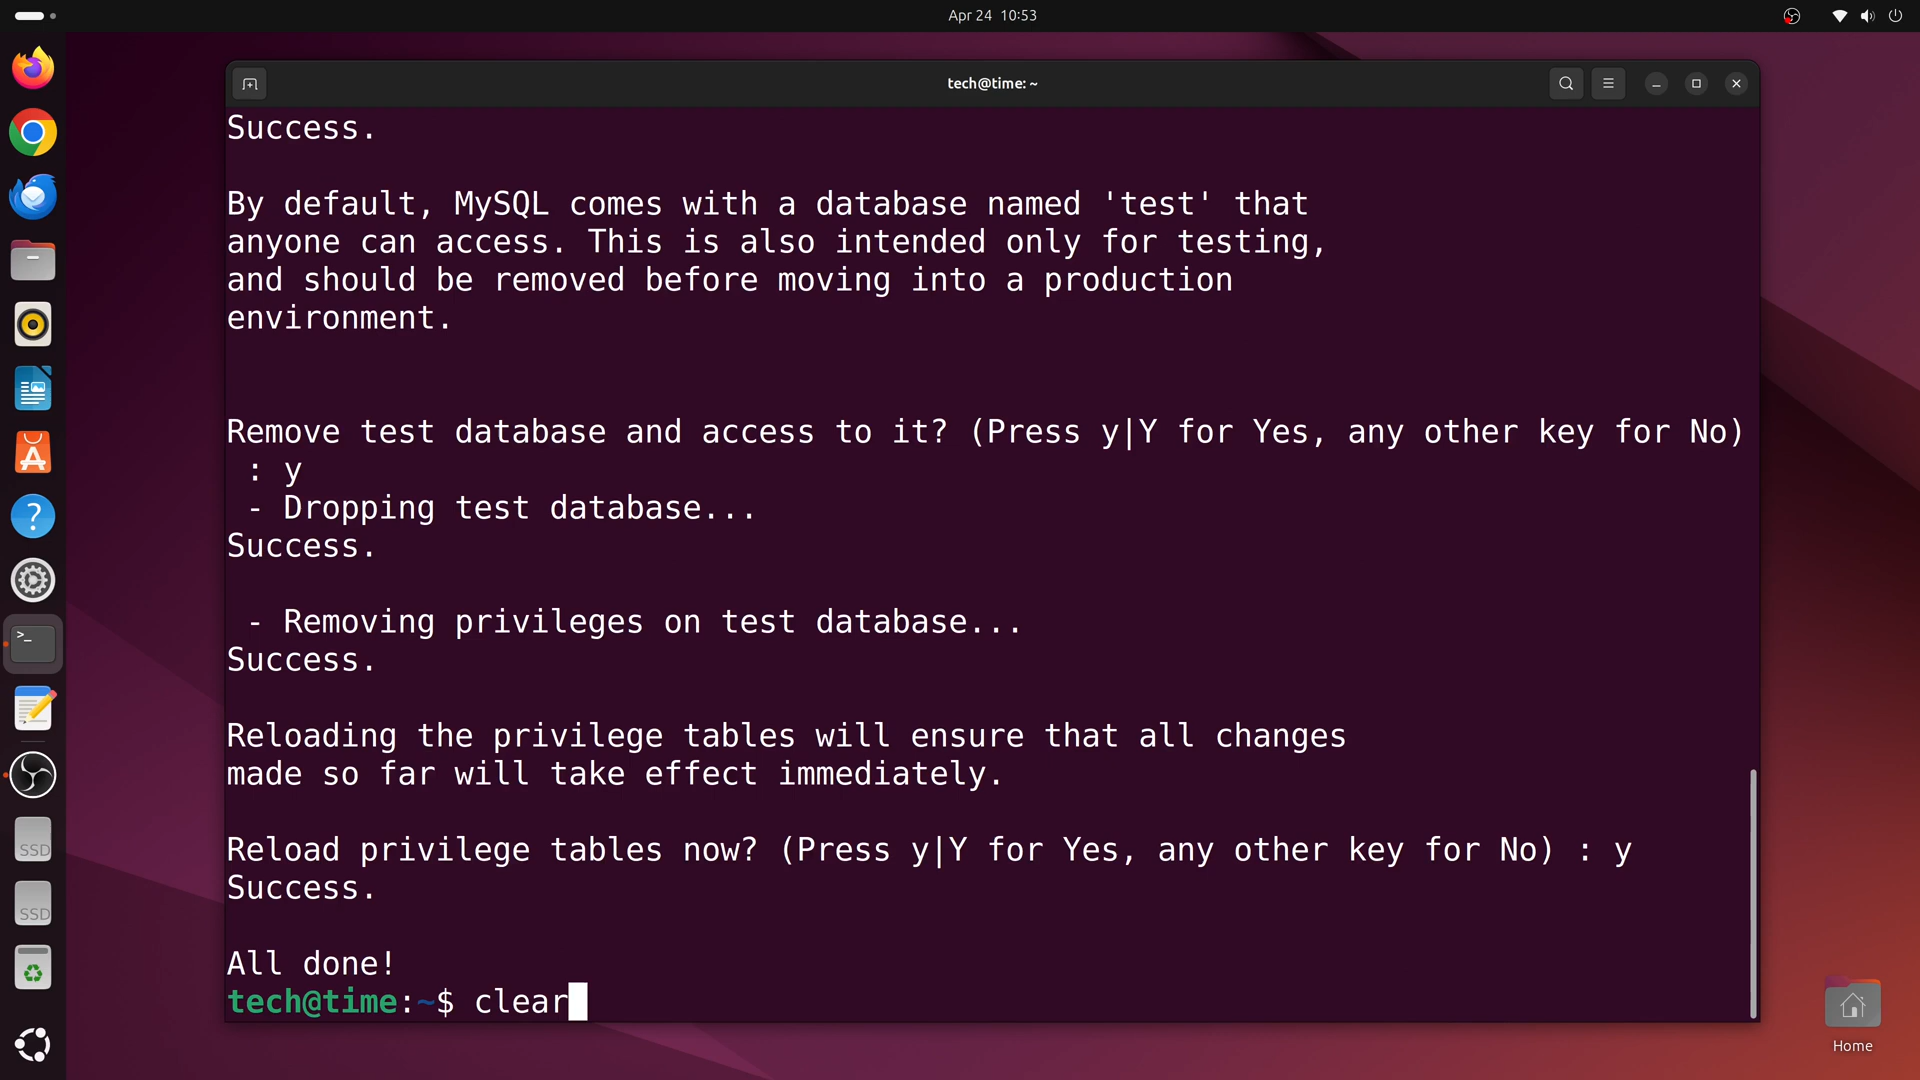 Apr 24 10:53
tech@time: ~
Success.
By default, MySQL comes with a database named 'test' that
anyone can access. This is also intended only for testing,
and should be removed before moving into a production
environment.
Remove test database and access to it? (Press y|Y for Yes, any other key for No)
: y
- Dropping test database...
Success.
- Removing privileges on test database...
Success.
Reloading the privilege tables will ensure that all changes
made so far will take effect immediately.
Reload privilege tables now? (Press y|Y for Yes, any other key for No) : y
Success.
All done!
tech@time:~$ clear
SSD
SSD
Home